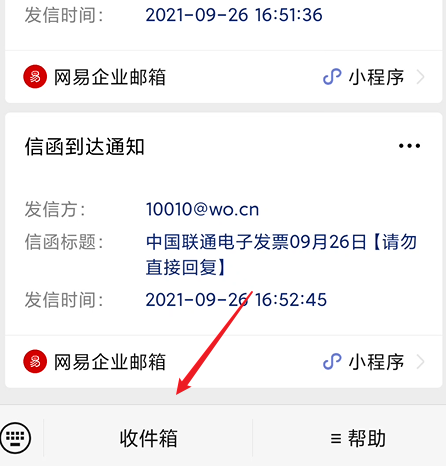 发信时间： 2021-09-26 16:51:36
易 网易企业邮箱 小程序
信函到达通知
发信方： 10010@wo.cn
信函标题： 中国联通电子发票09月26日【请勿
直接回复】
发信时间： 2021-09-26 16:52:45
易 网易企业邮箱 小程序
收件箱 帮助